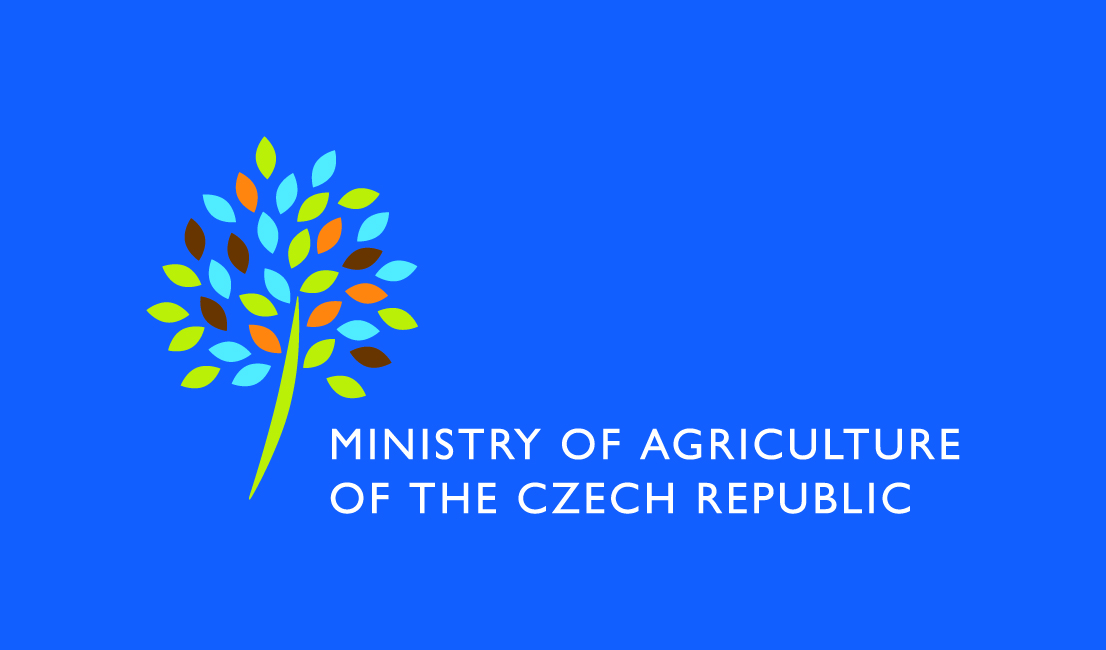 MINISTRY OF AGRICULTURE
OF THE CZECH REPUBLIC